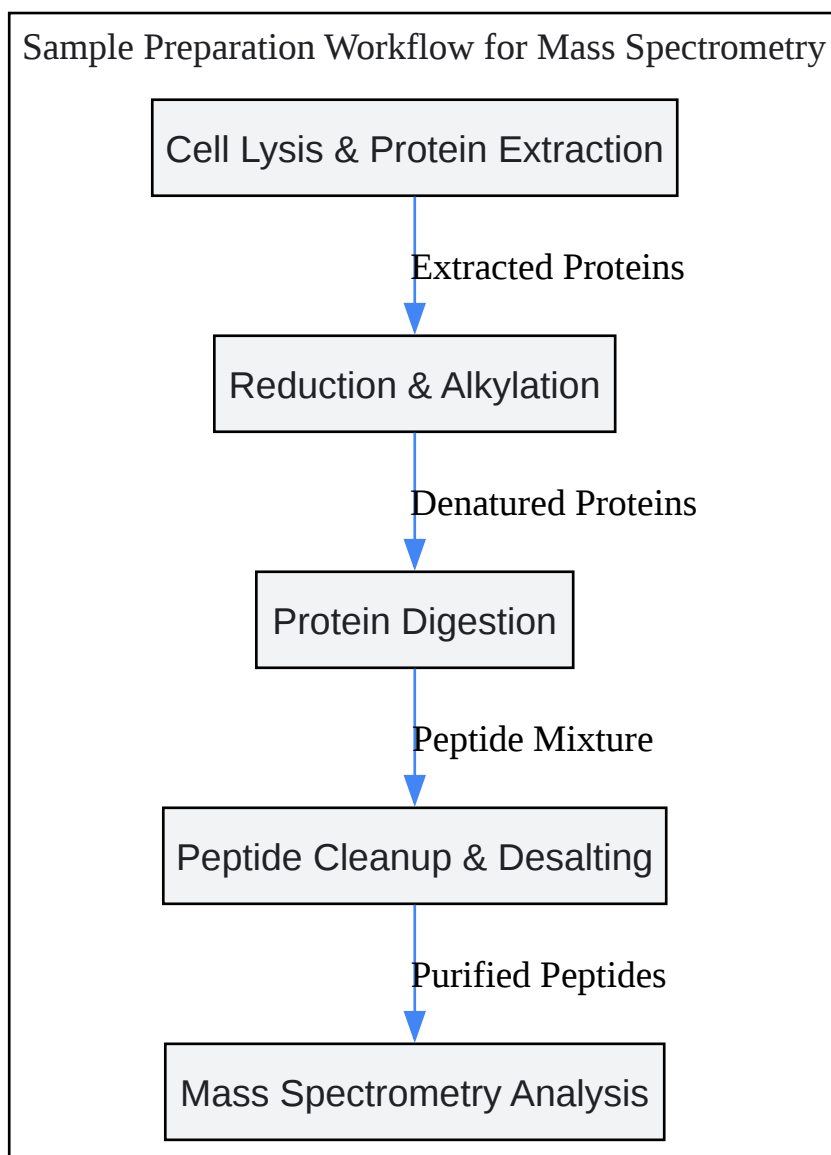 Sample Preparation Workflow for Mass Spectrometry
Cell Lysis & Protein Extraction
Extracted Proteins
Reduction & Alkylation
Denatured Proteins
Protein Digestion
Peptide Mixture
Peptide Cleanup & Desalting
Purified Peptides
Mass Spectrometry Analysis